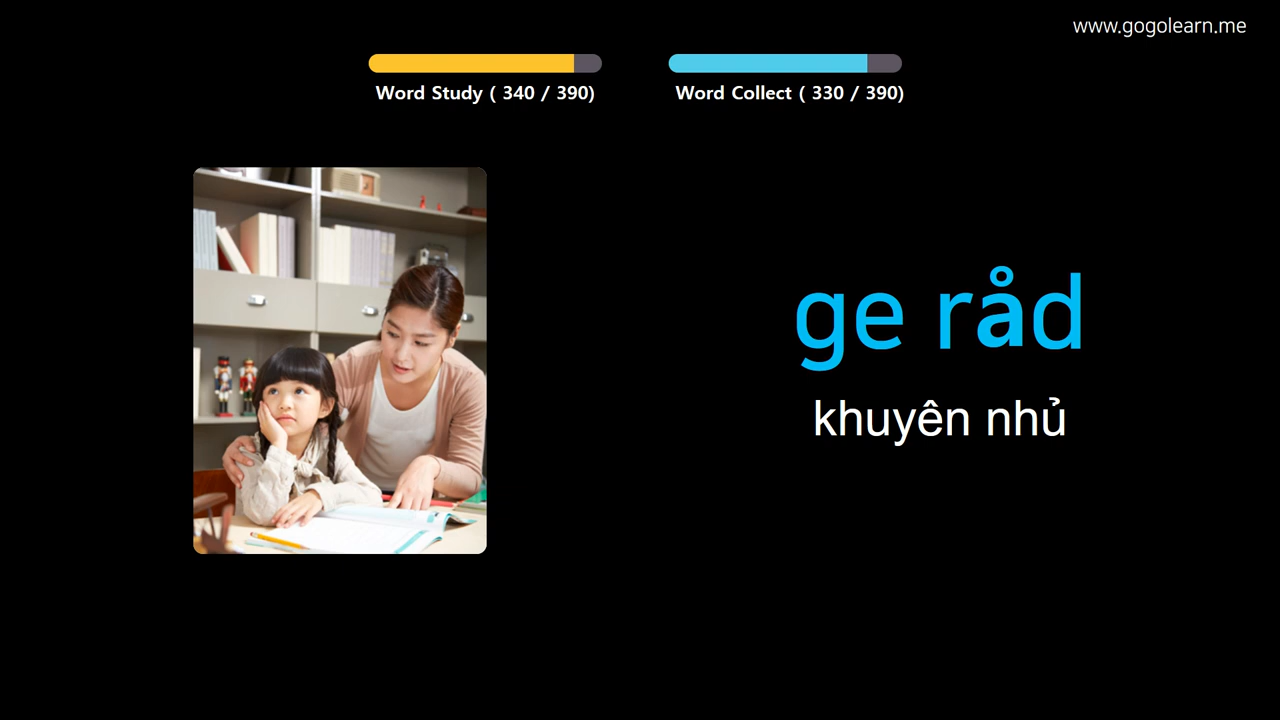 www.gogolearn.me
Word Study ( 340 / 390)
Word Collect ( 330 / 390)
ge råd
khuyên nhủ